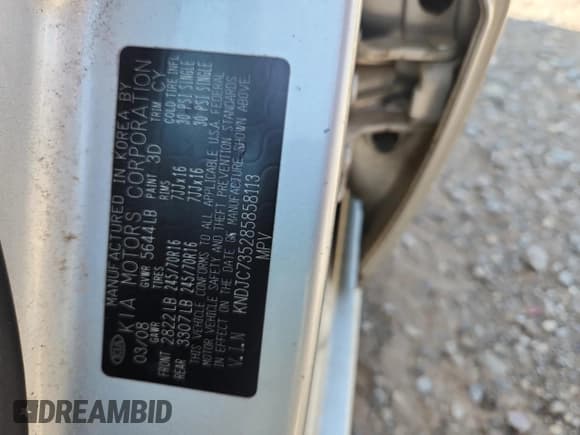 MANUFACTURED IN KOREA BY
KIA KIA MOTORS CORPORATION
03/08 GVWR 5644LB PAINT 3D TRIM CY
GAWR TIRES RIMS COLD TIRE INFL
FRONT 2822LB 245/70R16 7JJx16 30 PSI SINGLE
REAR 3307LB 245/70R16 7JJx16 30 PSI SINGLE
THIS VEHICLE CONFORMS TO ALL APPLICABLE U.S.A. FEDERAL
MOTOR VEHICLE SAFETY AND THEFT PREVENTION STANDARDS
IN EFFECT ON THE DATE OF MANUFACTURE SHOWN ABOVE.
V.I.N KNDJC735285858113
MPV
DREAMBID